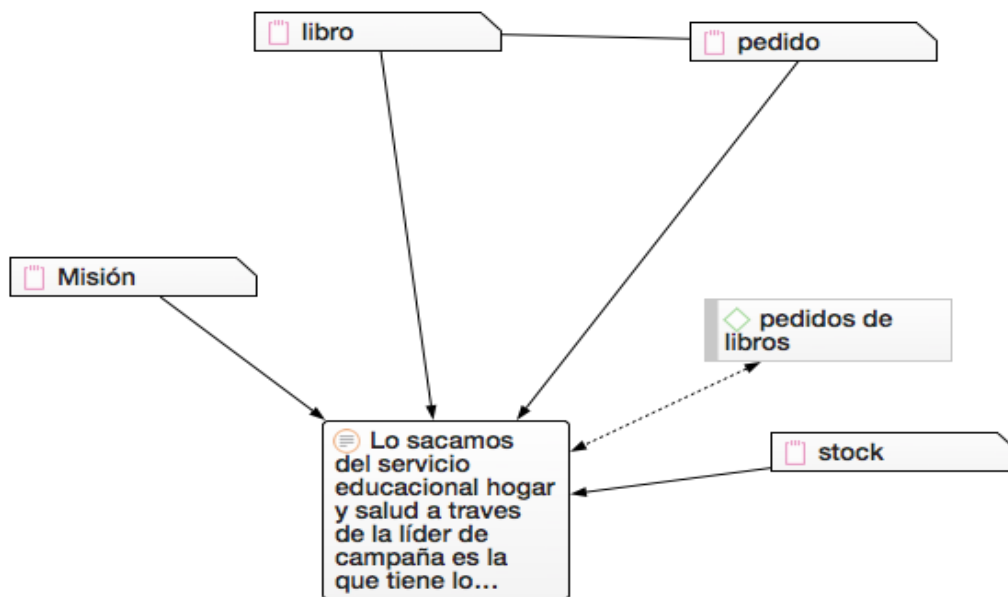 libro
pedido
Misión
pedidos de
libros
stock
Lo sacamos
del servicio
educacional hogar
y salud a traves
de la líder de
campaña es la
que tiene lo...